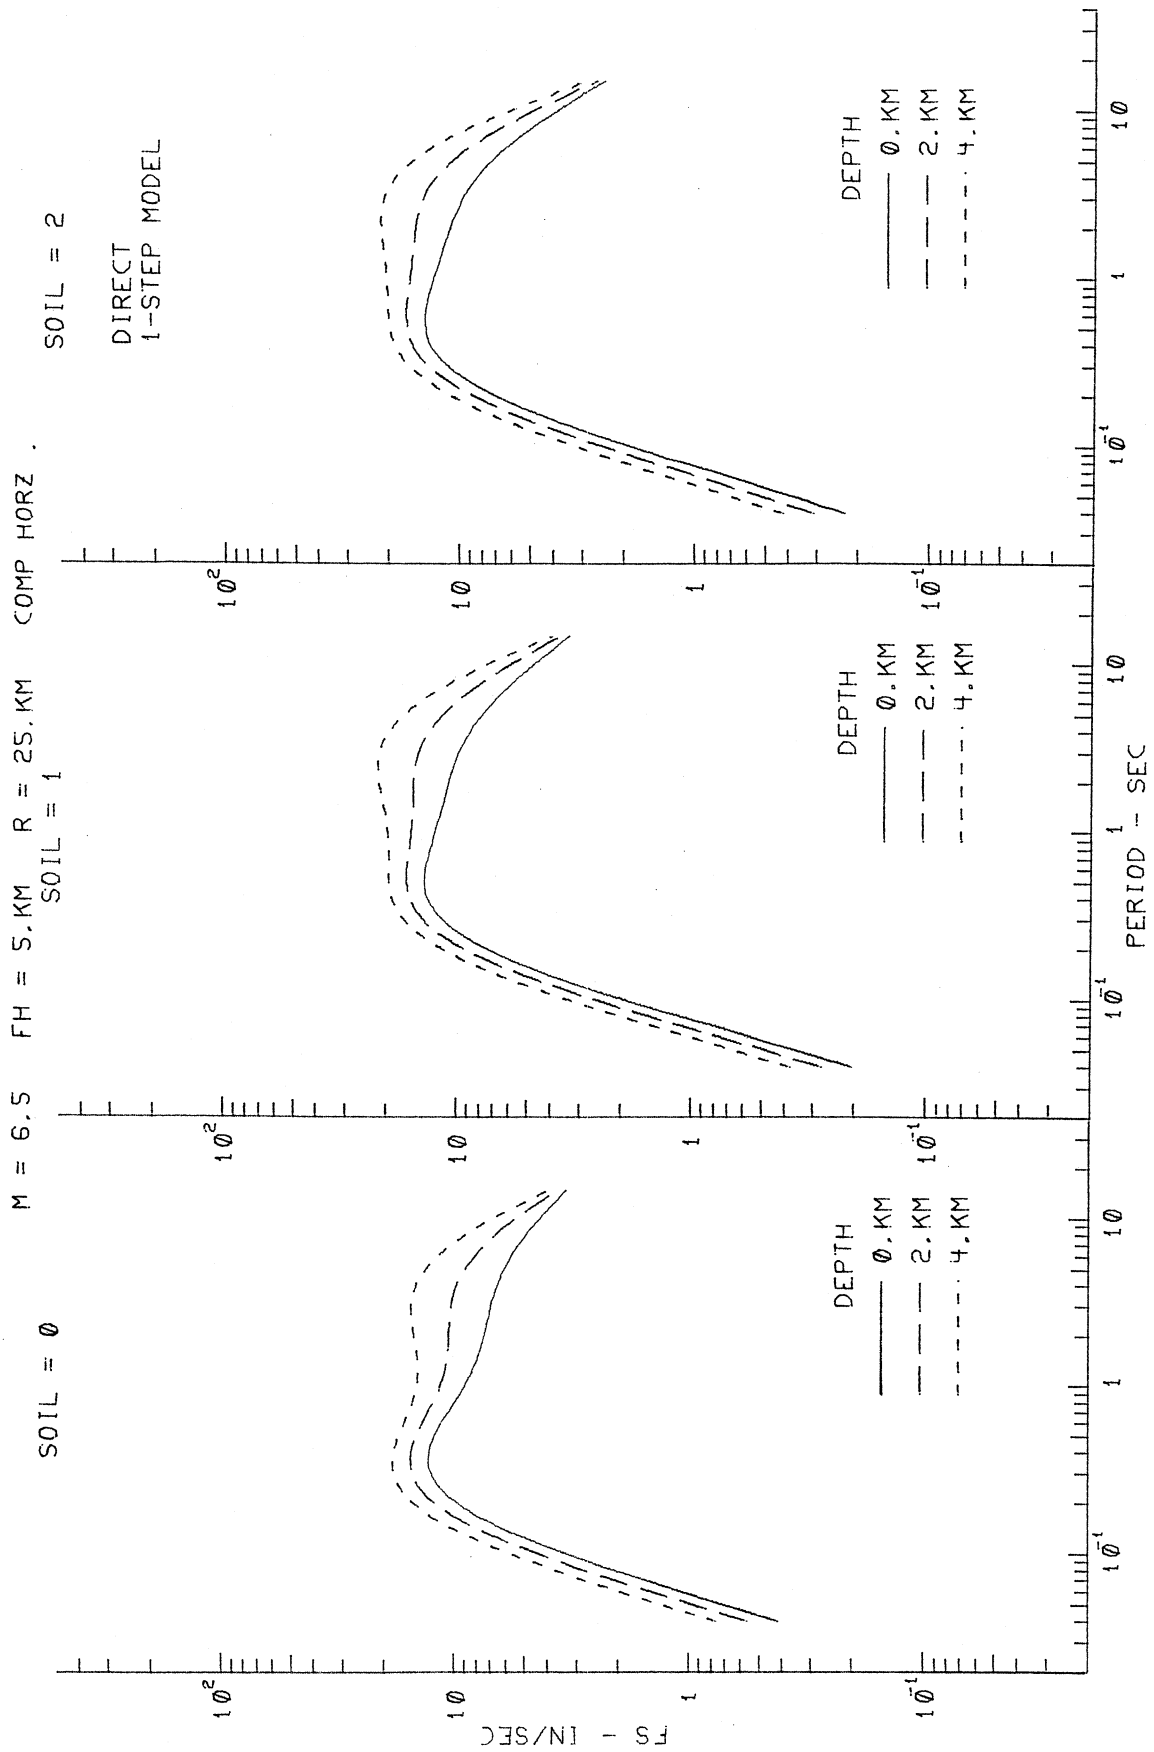 M = 6.5 FH = 5.KM R = 25.KM COMP HORZ .
SOIL = 0
SOIL = 1
SOIL = 2
DIRECT
1-STEP MODEL
FS - IN/SEC
10²
10
1
10⁻¹
DEPTH
0.KM
2.KM
4.KM
10⁻¹
1
10
10²
10
1
10⁻¹
DEPTH
0.KM
2.KM
4.KM
10⁻¹
1
10
10²
10
1
10⁻¹
DEPTH
0.KM
2.KM
4.KM
10⁻¹
1
10
PERIOD - SEC